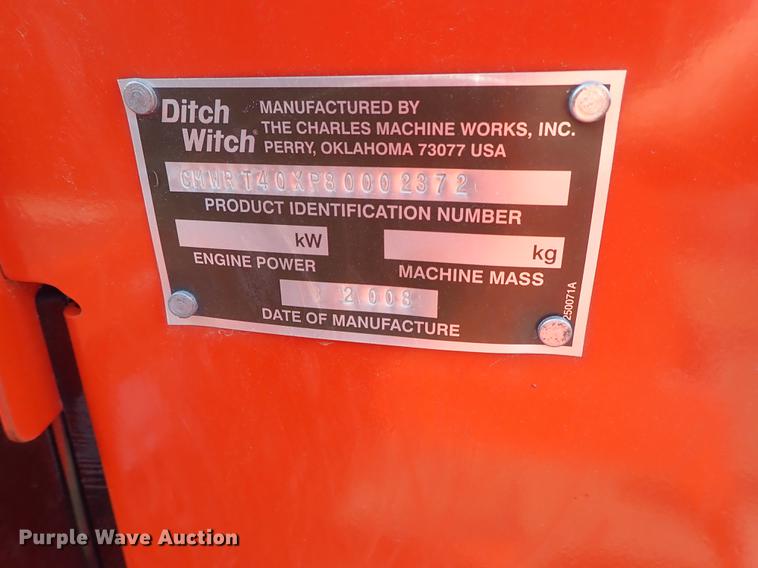 Ditch Witch®
MANUFACTURED BY
THE CHARLES MACHINE WORKS, INC.
PERRY, OKLAHOMA 73077 USA
CMWRT40XP80002372
PRODUCT IDENTIFICATION NUMBER
kW
ENGINE POWER
kg
MACHINE MASS
2008
DATE OF MANUFACTURE
250071A
Purple Wave Auction